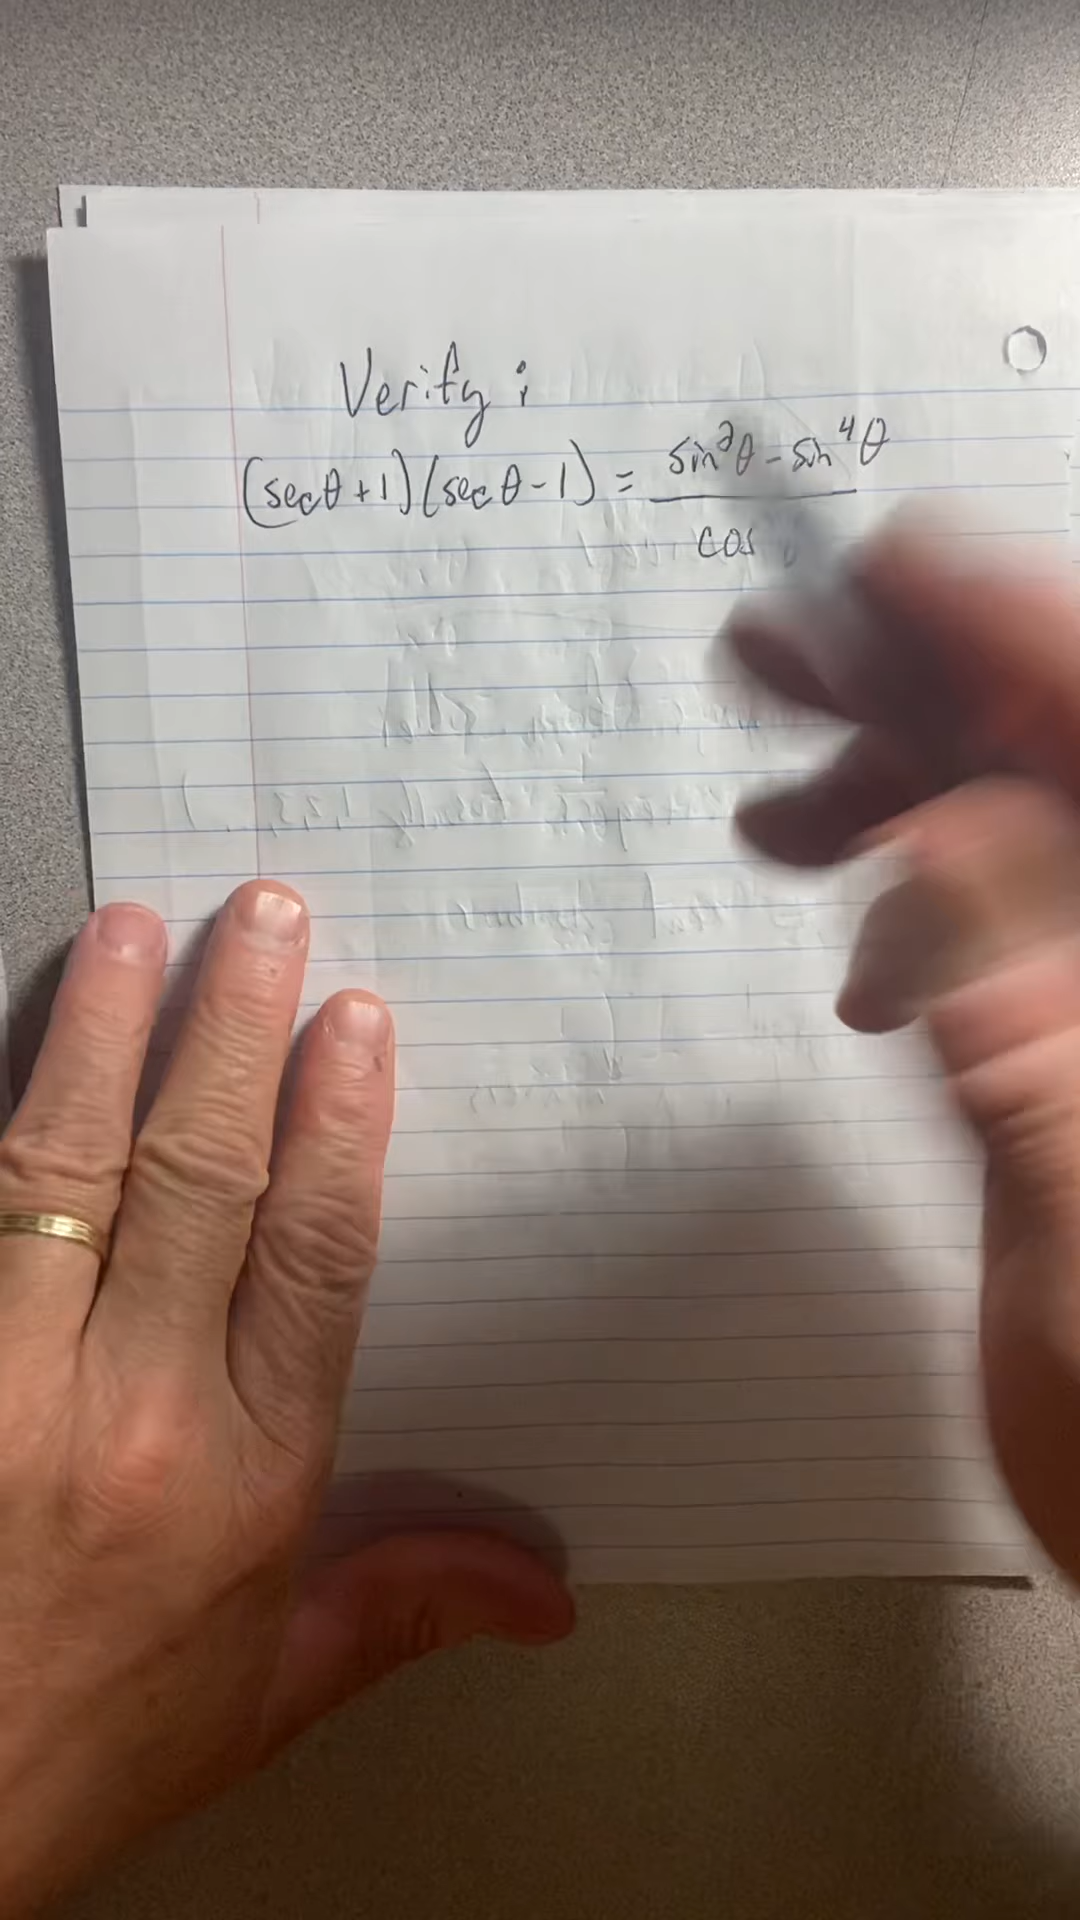 Verify:
(secθ+1)(secθ-1) = sin²θ - sin⁴θ
cos